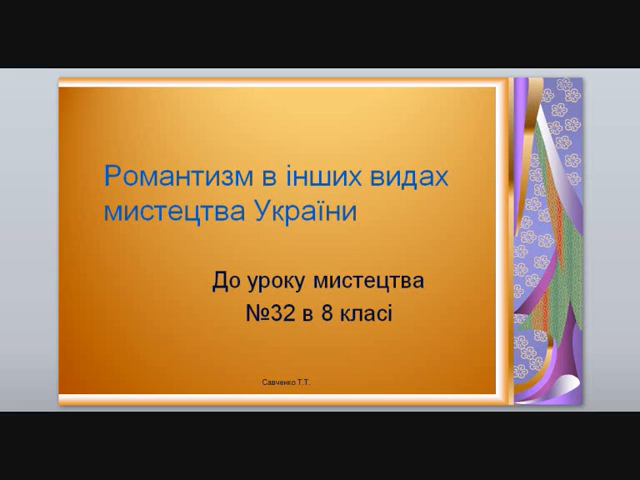 Романтизм в інших видах
мистецтва України
До уроку мистецтва
№32 в 8 класі
Савченко Т.Т.